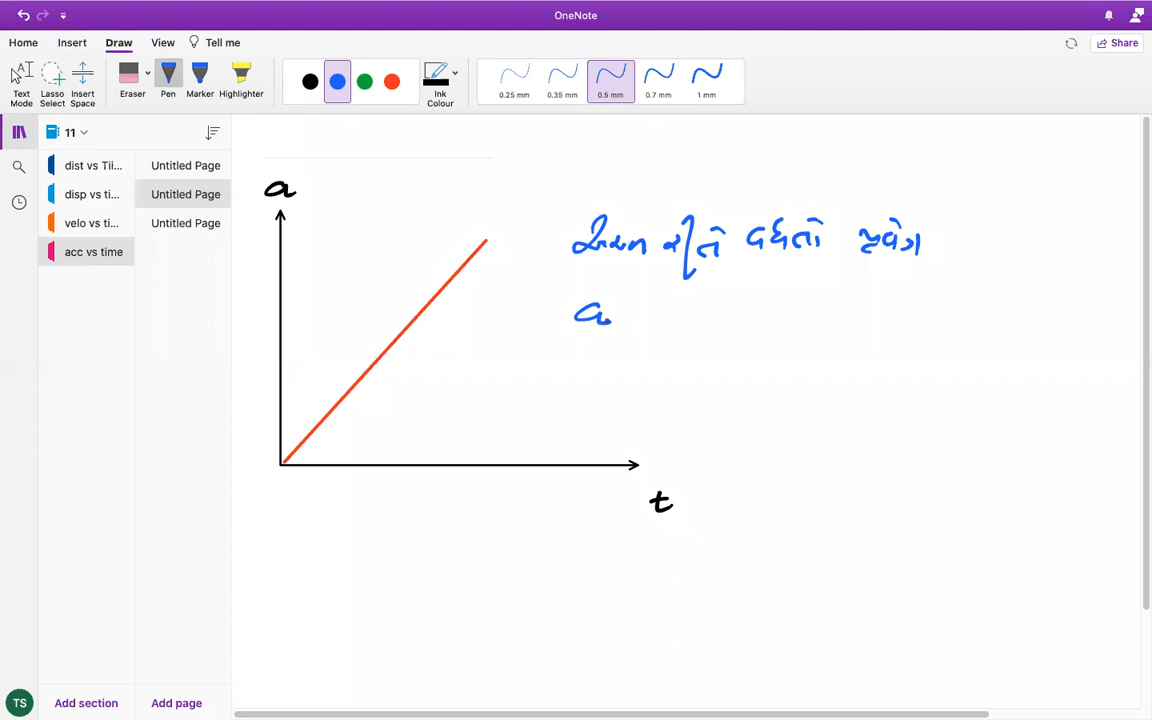 OneNote
Home Insert Draw View Tell me Share
Text Mode
Lasso Select
Insert Space
Eraser
Pen
Marker
Highlighter
Ink Colour
0.25 mm 0.35 mm 0.5 mm 0.7 mm 1 mm
11
dist vs Tii... Untitled Page
disp vs ti... Untitled Page
velo vs ti... Untitled Page
acc vs time
a
t
રીતે વધતો પ્રવેગ
a
TS
Add section Add page